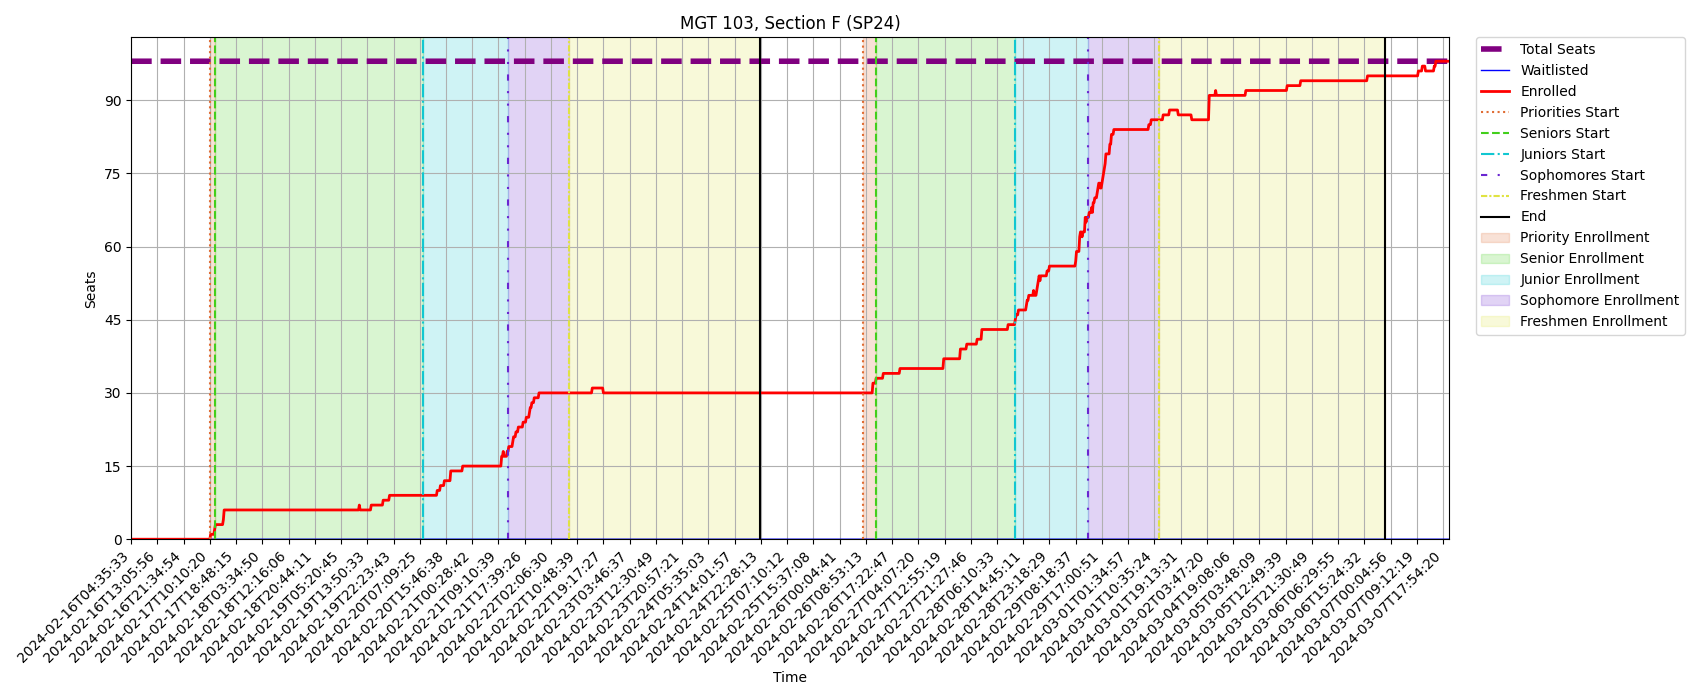 MGT 103, Section F (SP24)
Seats
90
75
60
45
30
15
0
2024-02-16T04:35:33
2024-02-16T13:05:56
2024-02-16T21:34:54
2024-02-17T10:10:20
2024-02-17T18:48:15
2024-02-18T03:34:50
2024-02-18T12:16:06
2024-02-18T20:44:11
2024-02-19T05:20:45
2024-02-19T13:50:33
2024-02-19T22:23:43
2024-02-20T07:09:25
2024-02-20T15:46:38
2024-02-21T00:28:42
2024-02-21T09:10:39
2024-02-21T17:39:26
2024-02-22T02:06:30
2024-02-22T10:48:39
2024-02-22T19:17:27
2024-02-23T03:46:37
2024-02-23T12:30:49
2024-02-23T20:57:21
2024-02-24T05:35:03
2024-02-24T14:01:57
2024-02-24T22:28:13
2024-02-25T07:10:12
2024-02-25T15:37:08
2024-02-26T00:04:41
2024-02-26T08:53:13
2024-02-26T17:22:47
2024-02-27T04:07:20
2024-02-27T12:55:19
2024-02-27T21:27:46
2024-02-28T06:10:33
2024-02-28T14:45:11
2024-02-28T23:18:29
2024-02-29T08:18:37
2024-02-29T17:00:51
2024-03-01T01:34:57
2024-03-01T10:35:24
2024-03-01T19:13:31
2024-03-02T03:47:20
2024-03-04T19:08:06
2024-03-05T03:48:09
2024-03-05T12:49:39
2024-03-05T21:30:49
2024-03-06T06:29:55
2024-03-06T15:24:32
2024-03-07T00:04:56
2024-03-07T09:12:19
2024-03-07T17:54:20
Time
Total Seats
Waitlisted
Enrolled
Priorities Start
Seniors Start
Juniors Start
Sophomores Start
Freshmen Start
End
Priority Enrollment
Senior Enrollment
Junior Enrollment
Sophomore Enrollment
Freshmen Enrollment